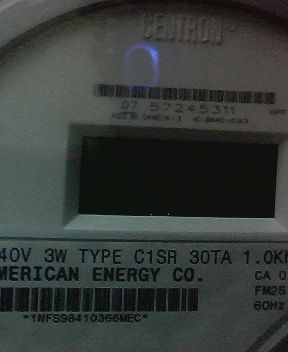 CENTRON
07 57245311
40V 3W TYPE C1SR 30TA 1.0K
MERICAN ENERGY CO. CA 0
FM2S
60Hz
*1NFS98410366MEC*